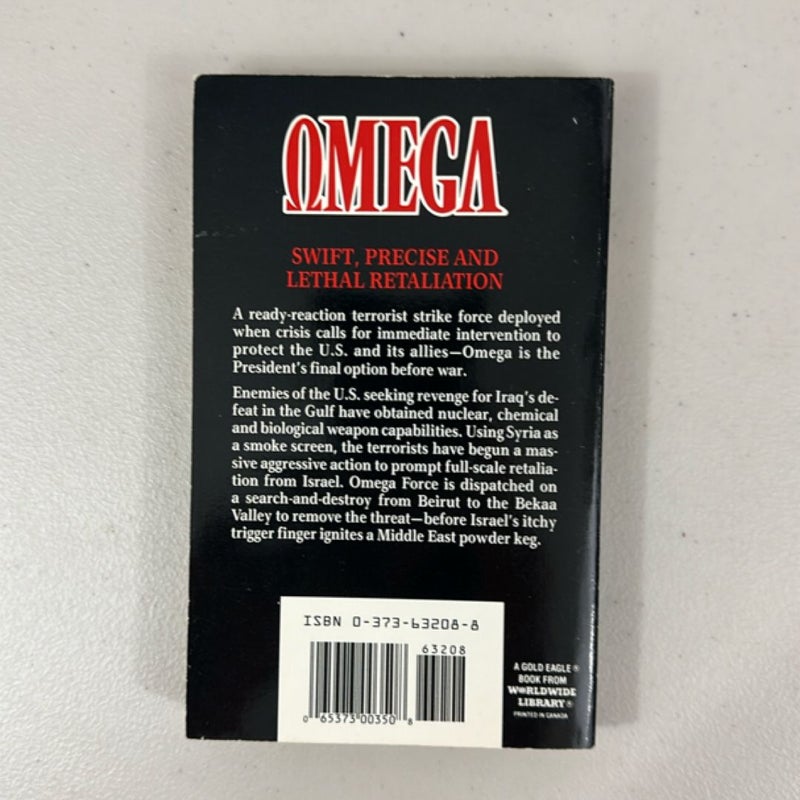 OMEGA
SWIFT, PRECISE AND
LETHAL RETALIATION
A ready-reaction terrorist strike force deployed
when crisis calls for immediate intervention to
protect the U.S. and its allies—Omega is the
President's final option before war.
Enemies of the U.S. seeking revenge for Iraq's de-
feat in the Gulf have obtained nuclear, chemical
and biological weapon capabilities. Using Syria as
a smoke screen, the terrorists have begun a mas-
sive aggressive action to prompt full-scale retalia-
tion from Israel. Omega Force is dispatched on
a search-and-destroy from Beirut to the Bekaa
Valley to remove the threat—before Israel's itchy
trigger finger ignites a Middle East powder keg.
ISBN 0-373-63208-8
63208
0 65373 00350 8
A GOLD EAGLE®
BOOK FROM
WORLDWIDE
LIBRARY®
PRINTED IN CANADA